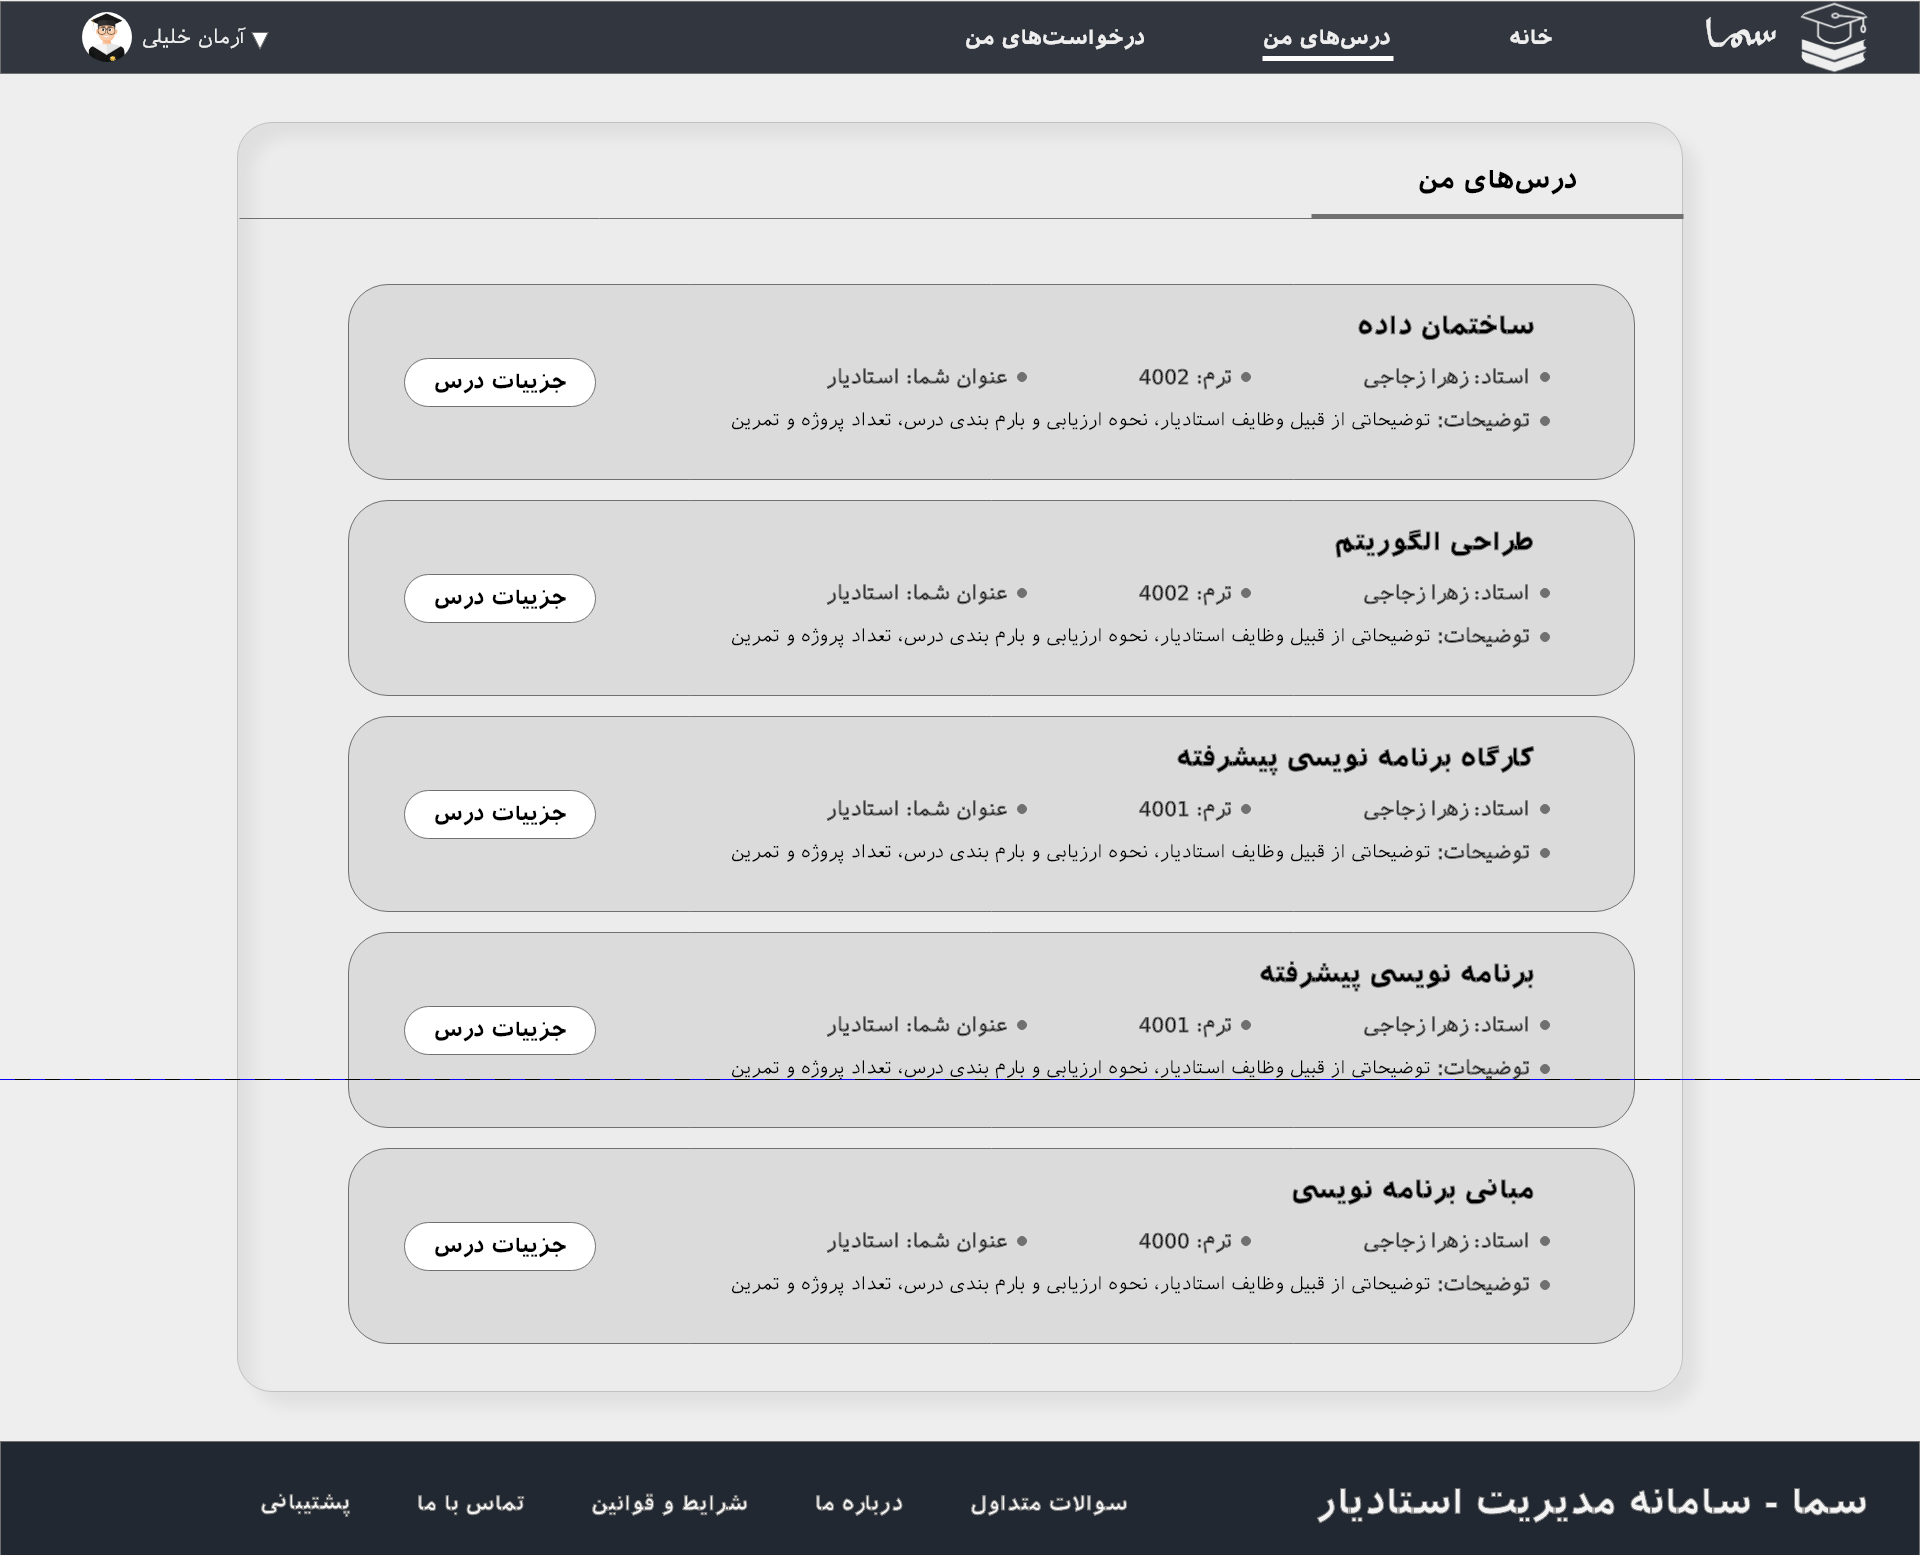 سما
خانه
درس‌های من
درخواست‌های من
آرمان خلیلی
درس‌های من
ساختمان داده
استاد: زهرا زجاجی
ترم: 4002
عنوان شما: استادیار
توضیحات: توضیحاتی از قبیل وظایف استادیار، نحوه ارزیابی و بارم بندی درس، تعداد پروژه و تمرین
جزییات درس
طراحی الگوریتم
استاد: زهرا زجاجی
ترم: 4002
عنوان شما: استادیار
توضیحات: توضیحاتی از قبیل وظایف استادیار، نحوه ارزیابی و بارم بندی درس، تعداد پروژه و تمرین
جزییات درس
کارگاه برنامه نویسی پیشرفته
استاد: زهرا زجاجی
ترم: 4001
عنوان شما: استادیار
توضیحات: توضیحاتی از قبیل وظایف استادیار، نحوه ارزیابی و بارم بندی درس، تعداد پروژه و تمرین
جزییات درس
برنامه نویسی پیشرفته
استاد: زهرا زجاجی
ترم: 4001
عنوان شما: استادیار
توضیحات: توضیحاتی از قبیل وظایف استادیار، نحوه ارزیابی و بارم بندی درس، تعداد پروژه و تمرین
جزییات درس
مبانی برنامه نویسی
استاد: زهرا زجاجی
ترم: 4000
عنوان شما: استادیار
توضیحات: توضیحاتی از قبیل وظایف استادیار، نحوه ارزیابی و بارم بندی درس، تعداد پروژه و تمرین
جزییات درس
سما - سامانه مدیریت استادیار
سوالات متداول
درباره ما
شرایط و قوانین
تماس با ما
پشتیبانی